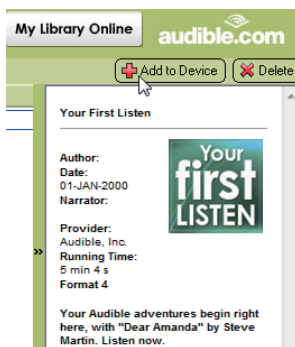 My Library Online
audible.com
Add to Device
Delete
Your First Listen
Your
first
LISTEN
Author:
Date:
01-JAN-2000
Narrator:
Provider:
Audible, Inc.
Running Time:
5 min 4 s
Format 4
»
Your Audible adventures begin right
here, with "Dear Amanda" by Steve
Martin. Listen now.